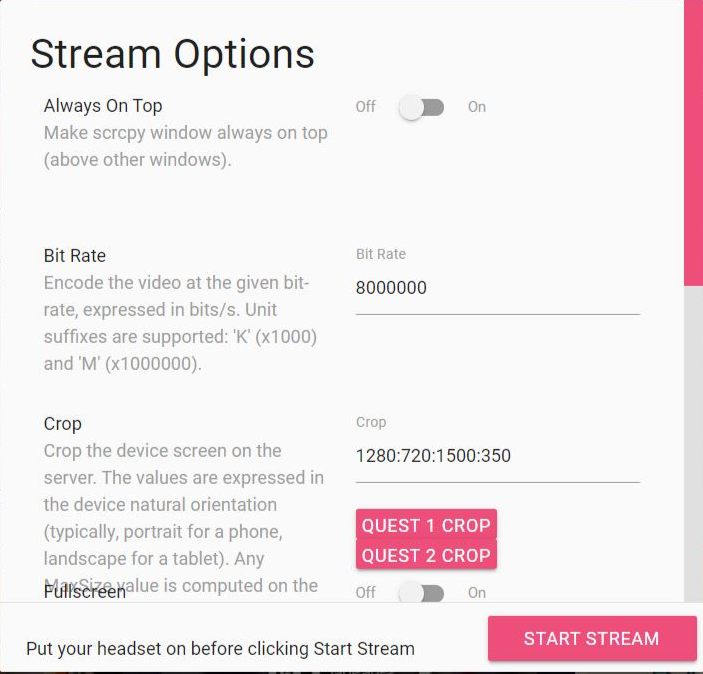 Stream Options
Always On Top
Off
On
Make scrcpy window always on top
(above other windows).
Bit Rate
Bit Rate
Encode the video at the given bit-
8000000
rate, expressed in bits/s. Unit
suffixes are supported: 'K' (x1000)
and 'M' (x1000000).
Crop
Crop
Crop the device screen on the
1280:720:1500:350
server. The values are expressed in
the device natural orientation
(typically, portrait for a phone,
QUEST 1 CROP
landscape for a tablet). Any
QUEST 2 CROP
MaxSize value is computed on the
Fullscreen
Off
On
Put your headset on before clicking Start Stream
START STREAM